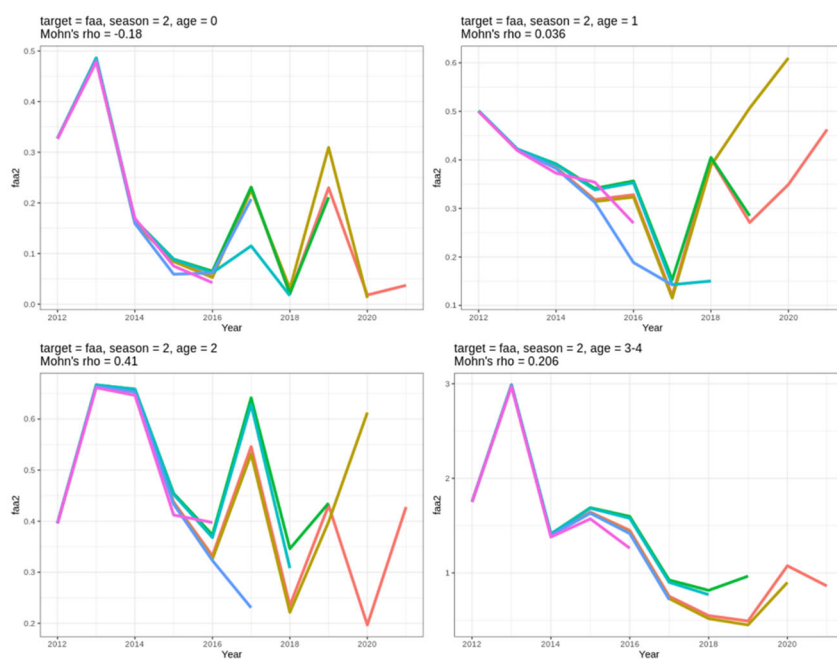 target = faa, season = 2, age = 0
Mohn's rho = -0.18
0.5
0.4
0.3
0.2
0.1
0.0
faa2
2012 2014 2016 2018 2020
Year
target = faa, season = 2, age = 1
Mohn's rho = 0.036
0.6
0.5
0.4
0.3
0.2
0.1
faa2
2012 2014 2016 2018 2020
Year
target = faa, season = 2, age = 2
Mohn's rho = 0.41
0.6
0.5
0.4
0.3
0.2
faa2
2012 2014 2016 2018 2020
Year
target = faa, season = 2, age = 3-4
Mohn's rho = 0.206
3
2
1
faa2
2012 2014 2016 2018 2020
Year